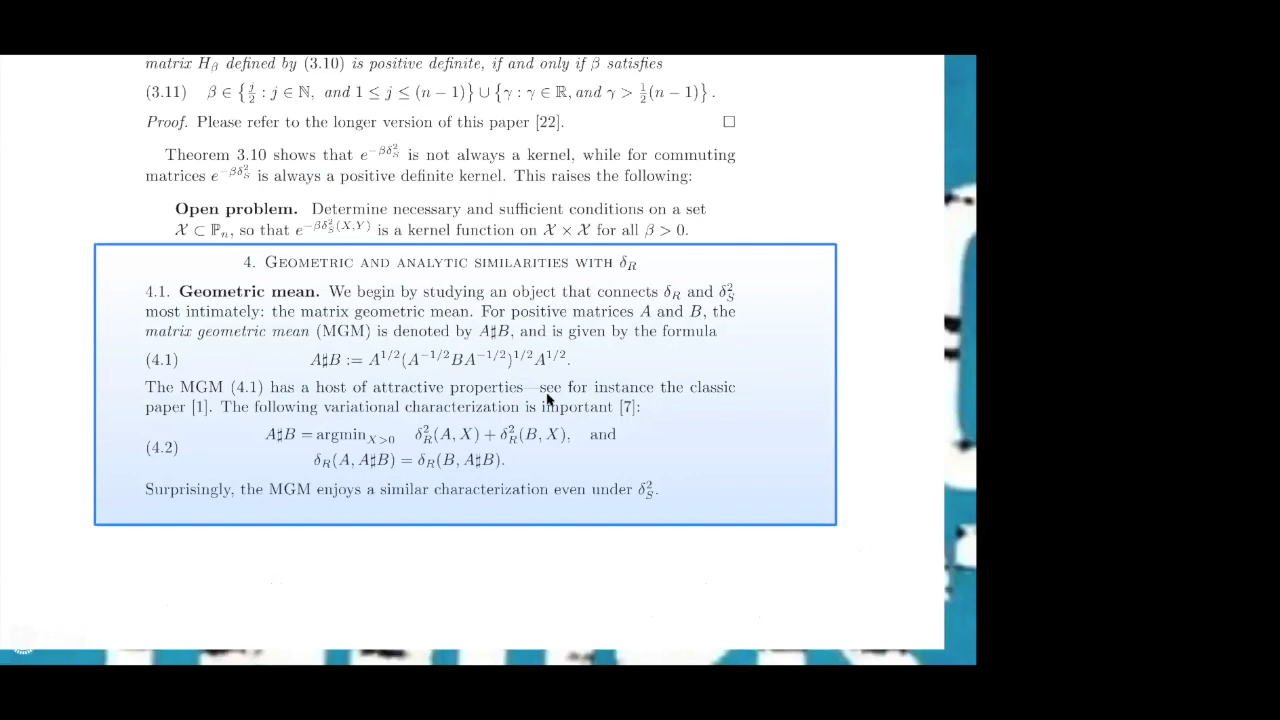 matrix H_β defined by (3.10) is positive definite, if and only if β satisfies
(3.11) β ∈ {j/2 : j ∈ ℕ, and 1 ≤ j ≤ (n − 1)} ∪ {γ : γ ∈ ℝ, and γ > ½(n − 1)} .
Proof. Please refer to the longer version of this paper [22]. □
Theorem 3.10 shows that e^{−βδ_S^2} is not always a kernel, while for commuting
matrices e^{−βδ_S^2} is always a positive definite kernel. This raises the following:
Open problem. Determine necessary and sufficient conditions on a set
𝒳 ⊂ ℙ_n, so that e^{−βδ_S^2(X,Y)} is a kernel function on 𝒳 × 𝒳 for all β > 0.
4. Geometric and analytic similarities with δ_R
4.1. Geometric mean. We begin by studying an object that connects δ_R and δ_S^2
most intimately: the matrix geometric mean. For positive matrices A and B, the
matrix geometric mean (MGM) is denoted by A♯B, and is given by the formula
(4.1) A♯B := A^{1/2}(A^{−1/2}BA^{−1/2})^{1/2}A^{1/2}.
The MGM (4.1) has a host of attractive properties—see for instance the classic
paper [1]. The following variational characterization is important [7]:
(4.2) A♯B = argmin_{X>0} δ_R^2(A, X) + δ_R^2(B, X), and
δ_R(A, A♯B) = δ_R(B, A♯B).
Surprisingly, the MGM enjoys a similar characterization even under δ_S^2.